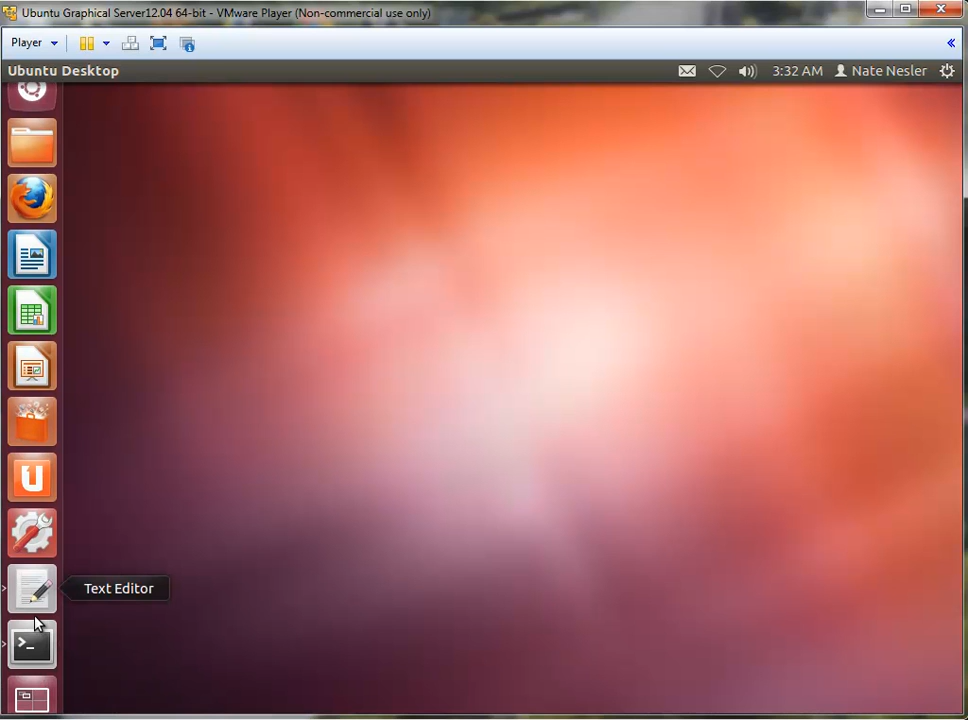 Ubuntu Graphical Server12.04 64-bit - VMware Player (Non-commercial use only)
Player
Ubuntu Desktop
3:32 AM
Nate Nesler
U
Text Editor
>_